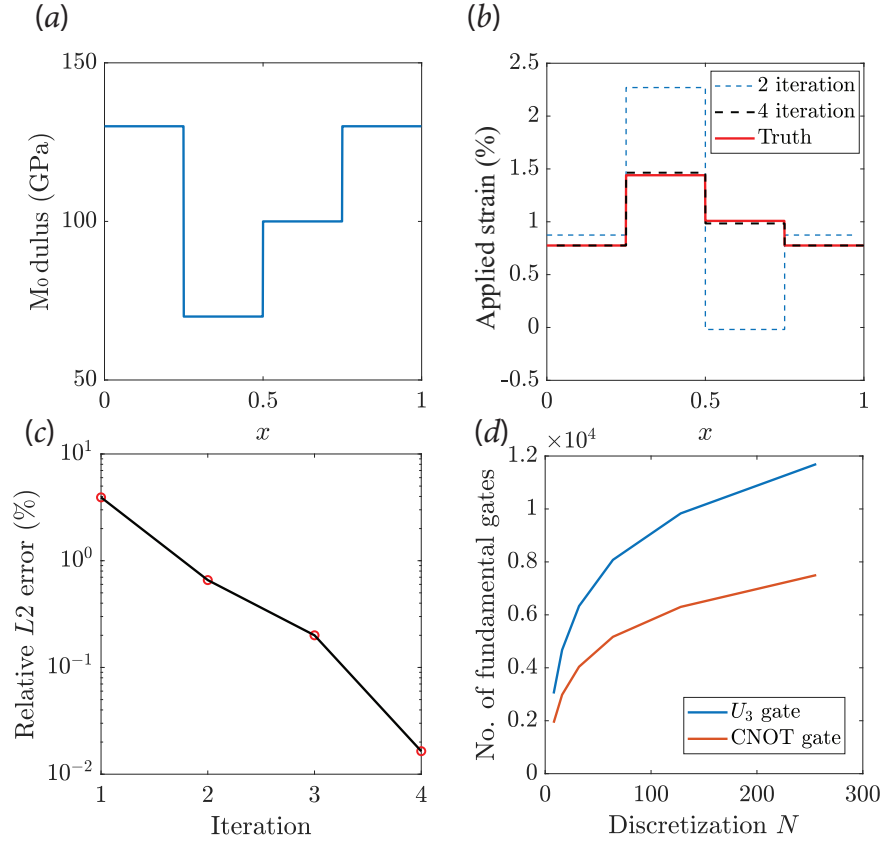 (a)
150
100
50
Modulus (GPa)
0
0.5
1
x
(b)
2.5
2
1.5
1
0.5
0
-0.5
Applied strain (%)
2 iteration
4 iteration
Truth
0
0.5
1
x
(c)
10^1
10^0
10^-1
10^-2
Relative L2 error (%)
1
2
3
4
Iteration
(d)
×10^4
1.2
1
0.8
0.6
0.4
0.2
0
No. of fundamental gates
U_3 gate
CNOT gate
0
100
200
300
Discretization N